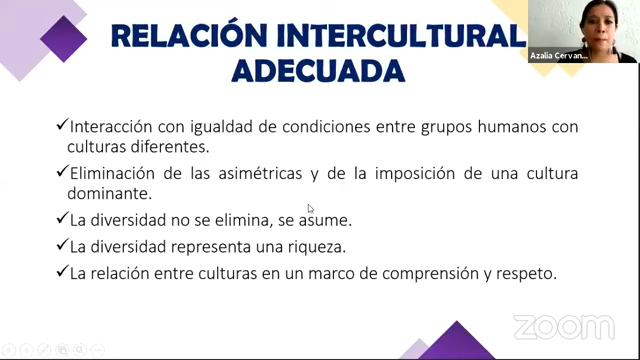 RELACIÓN INTERCULTURAL
ADECUADA
Azalia Cervan...
✓Interacción con igualdad de condiciones entre grupos humanos con
culturas diferentes.
✓Eliminación de las asimétricas y de la imposición de una cultura
dominante.
✓La diversidad no se elimina, se asume.
✓La diversidad representa una riqueza.
✓La relación entre culturas en un marco de comprensión y respeto.
zoom